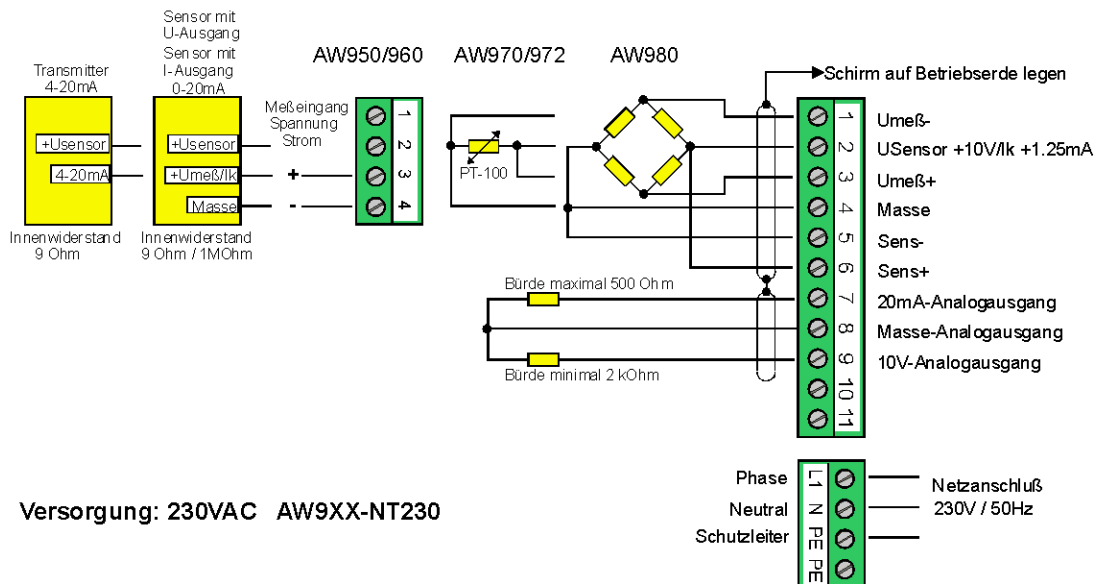 Sensor mit
U-Ausgang
Sensor mit
I-Ausgang
0-20mA
Transmitter
4-20mA
AW950/960
AW970/972
AW980
Schirm auf Betriebserde legen
Meßeingang
Spannung
Strom
+Usensor
4-20mA
+Usensor
+Umeß/Ik
Masse
+
-
Innenwiderstand
9 Ohm
Innenwiderstand
9 Ohm / 1MOhm
1
2
3
4
PT-100
1
2
3
4
5
6
7
8
9
10
11
Umeß-
USensor +10V/Ik +1.25mA
Umeß+
Masse
Sens-
Sens+
20mA-Analogausgang
Masse-Analogausgang
10V-Analogausgang
Bürde maximal 500 Ohm
Bürde minimal 2 kOhm
Versorgung: 230VAC AW9XX-NT230
Phase
Neutral
Schutzleiter
L1
N
PE
PE
Netzanschluß
230V / 50Hz